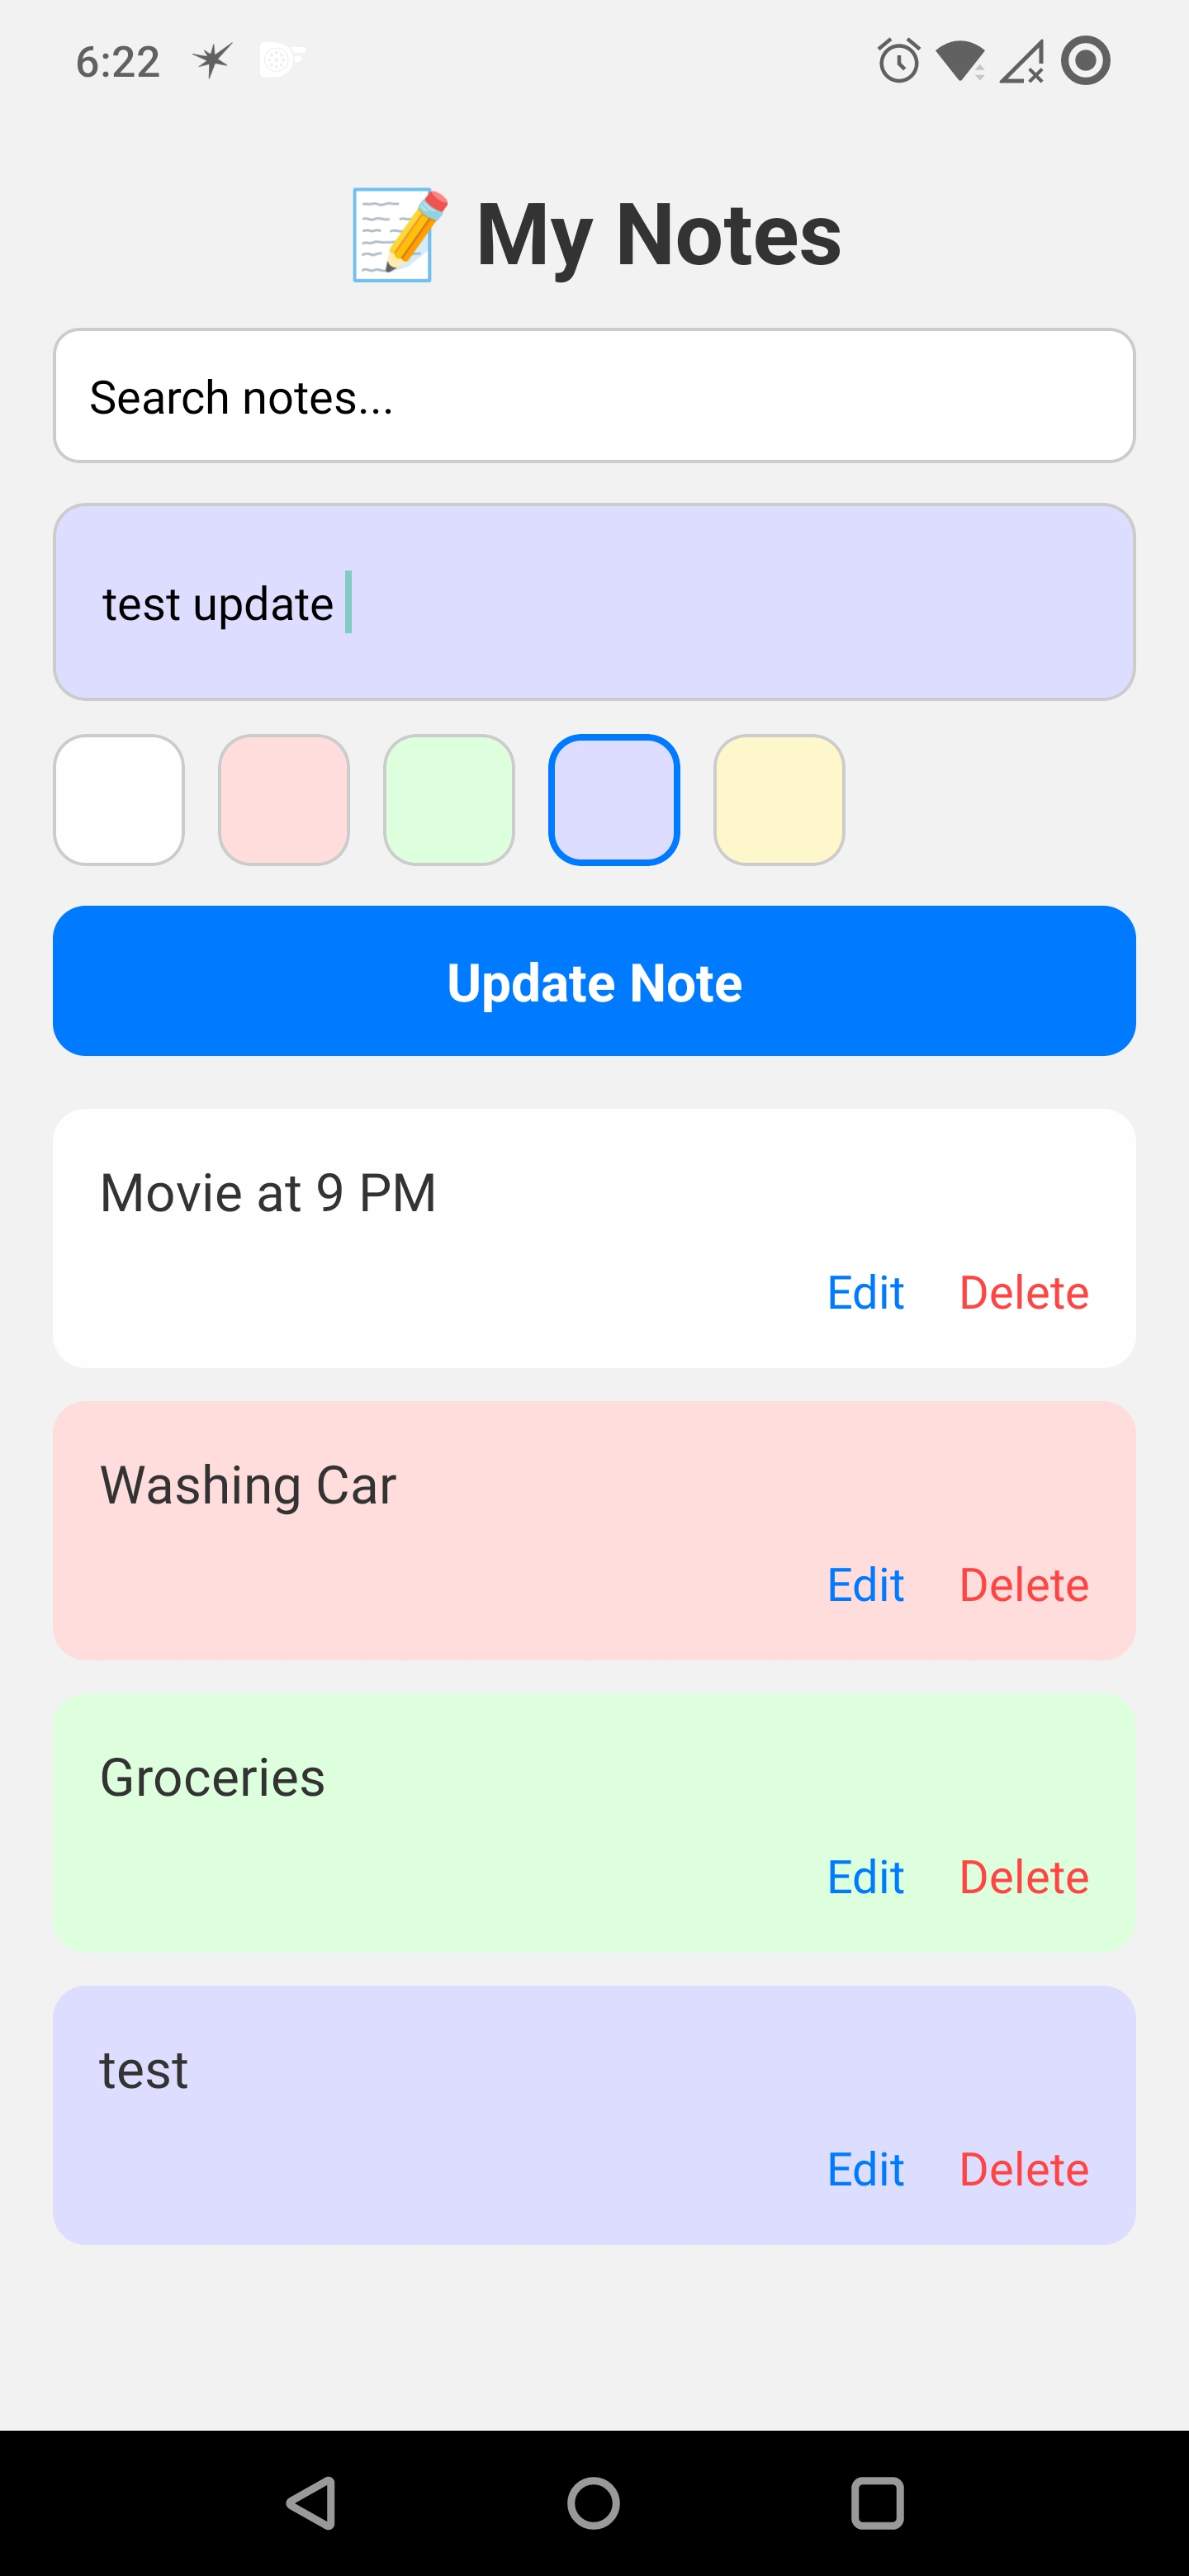 6:22
📝 My Notes
Search notes...
test update
Update Note
Movie at 9 PM
Edit Delete
Washing Car
Edit Delete
Groceries
Edit Delete
test
Edit Delete